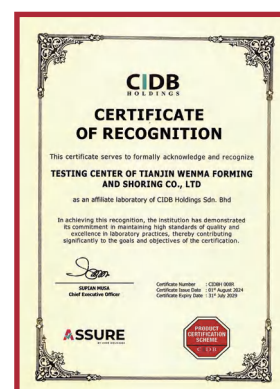 CIDB
HOLDINGS
CERTIFICATE
OF RECOGNITION
This certificate serves to formally acknowledge and recognize
TESTING CENTER OF TIANJIN WENMA FORMING
AND SHORING CO., LTD
as an affiliate laboratory of CIDB Holdings Sdn. Bhd
In achieving this recognition, the institution has demonstrated
its commitment in maintaining high standards of quality and
excellence in laboratory practices, thereby contributing
significantly to the goals and objectives of the certification.
SUPIAN MUSA
Chief Executive Officer
Certificate Number : CIDBH 008R
Certificate Issue Date : 01st August 2024
Certificate Expiry Date : 31st July 2029
ASSURE
BY CIDB HOLDINGS
PRODUCT
CERTIFICATION
SCHEME
CIDB